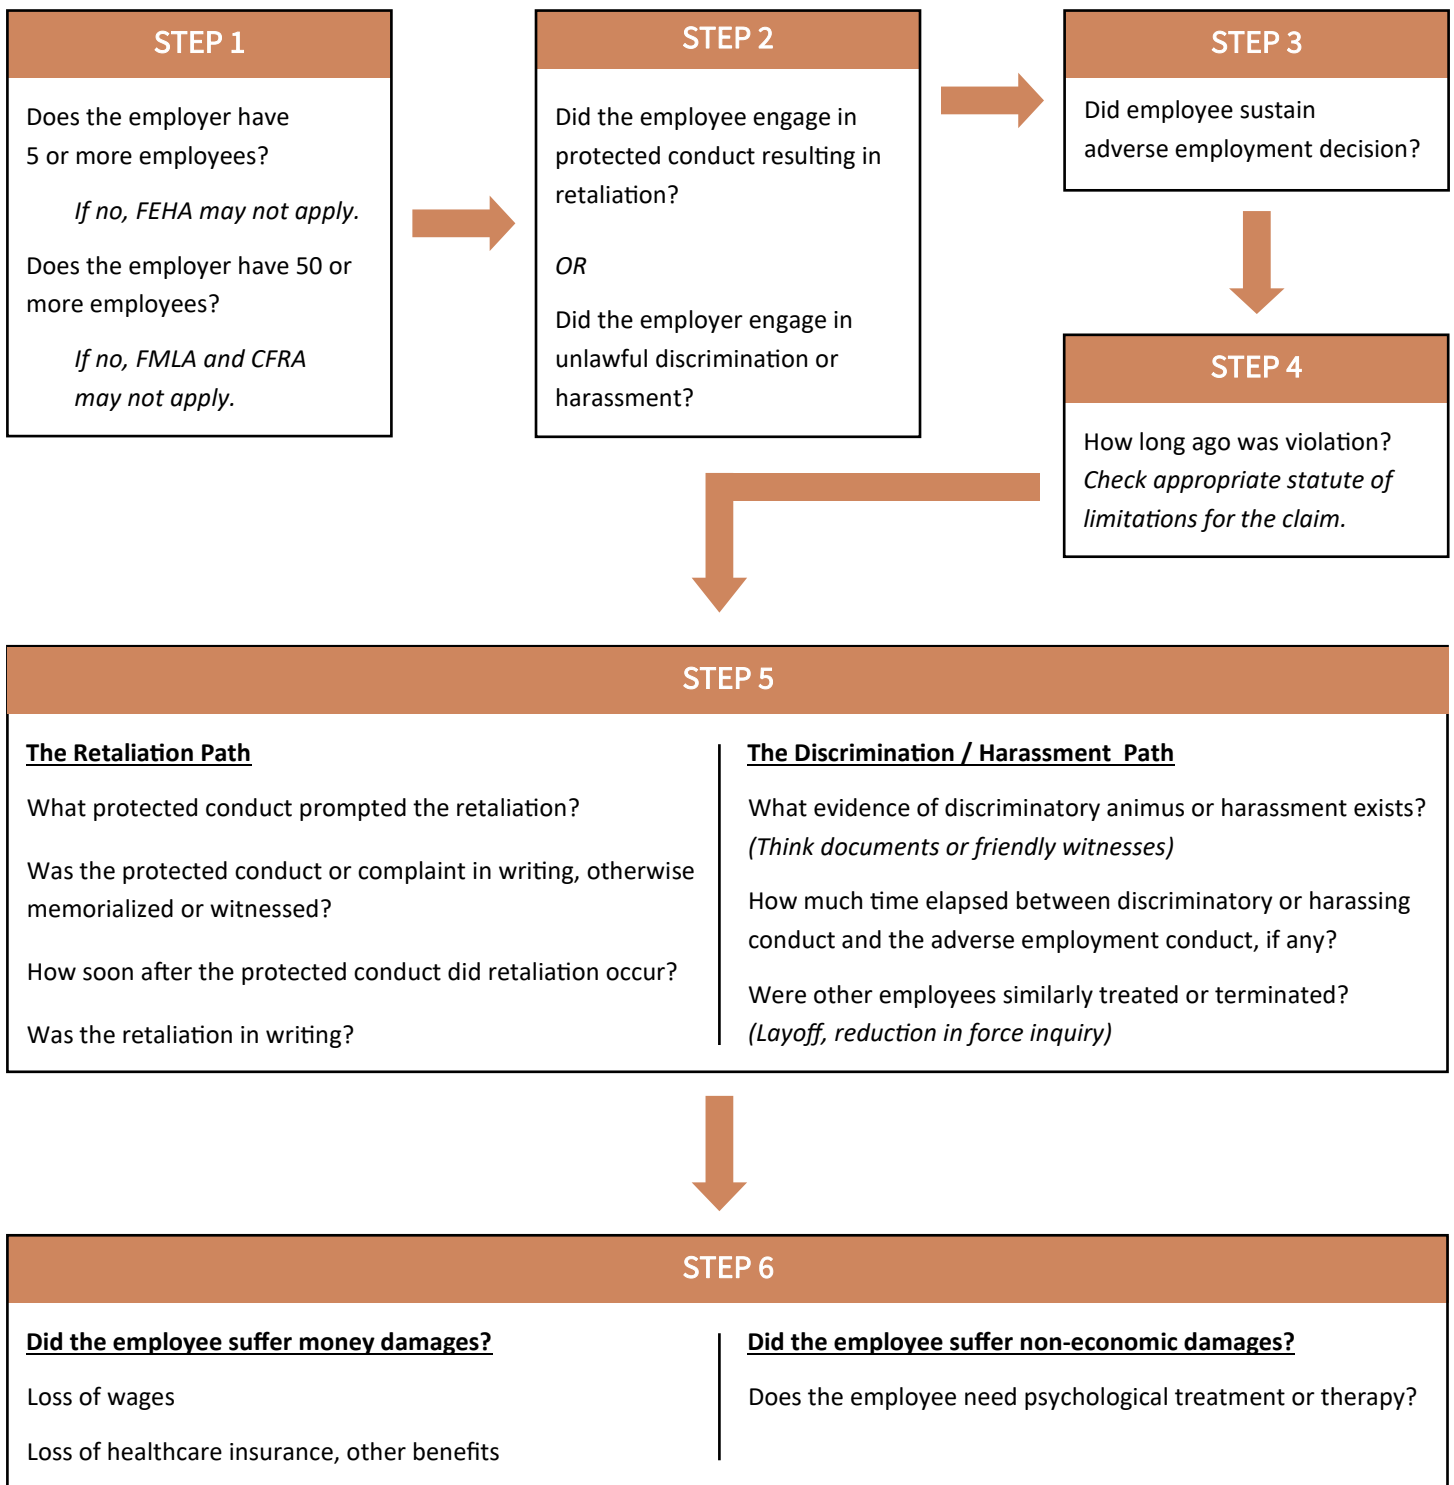 STEP 1
Does the employer have
5 or more employees?
If no, FEHA may not apply.
Does the employer have 50 or
more employees?
If no, FMLA and CFRA
may not apply.
STEP 2
Did the employee engage in
protected conduct resulting in
retaliation?
OR
Did the employer engage in
unlawful discrimination or
harassment?
STEP 3
Did employee sustain
adverse employment decision?
STEP 4
How long ago was violation?
Check appropriate statute of
limitations for the claim.
STEP 5
The Retaliation Path
What protected conduct prompted the retaliation?
Was the protected conduct or complaint in writing, otherwise
memorialized or witnessed?
How soon after the protected conduct did retaliation occur?
Was the retaliation in writing?
The Discrimination / Harassment Path
What evidence of discriminatory animus or harassment exists?
(Think documents or friendly witnesses)
How much time elapsed between discriminatory or harassing
conduct and the adverse employment conduct, if any?
Were other employees similarly treated or terminated?
(Layoff, reduction in force inquiry)
STEP 6
Did the employee suffer money damages?
Loss of wages
Loss of healthcare insurance, other benefits
Did the employee suffer non-economic damages?
Does the employee need psychological treatment or therapy?